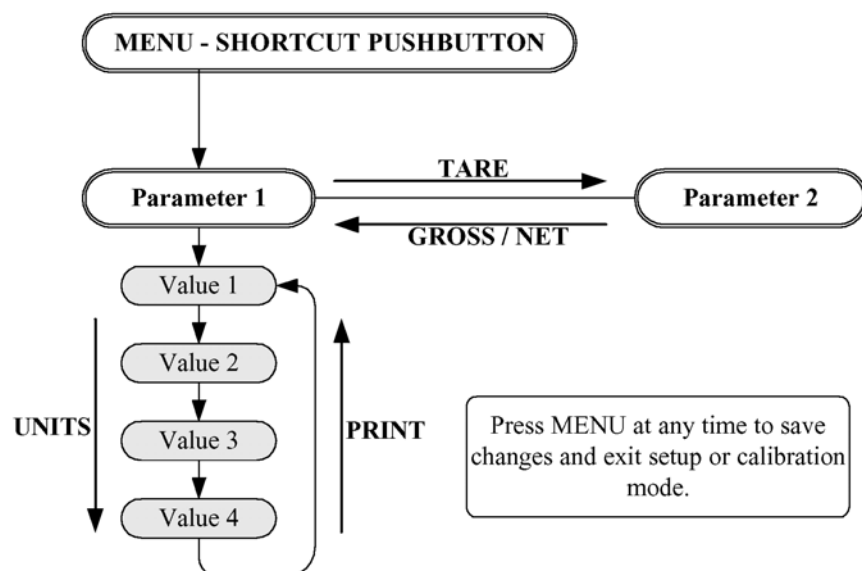 MENU - SHORTCUT PUSHBUTTON
TARE
Parameter 1
Parameter 2
GROSS / NET
Value 1
Value 2
UNITS
PRINT
Value 3
Value 4
Press MENU at any time to save
changes and exit setup or calibration
mode.